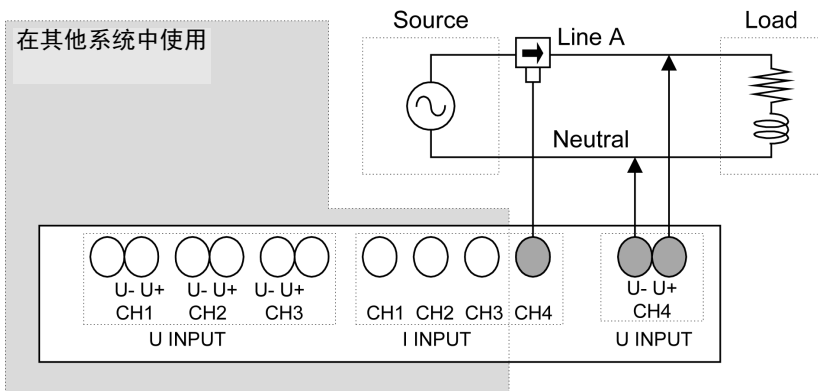 Source
Load
在其他系统中使用
Line A
Neutral
U- U+ U- U+ U- U+ U- U+
CH1 CH2 CH3 CH1 CH2 CH3 CH4 CH4
U INPUT I INPUT U INPUT